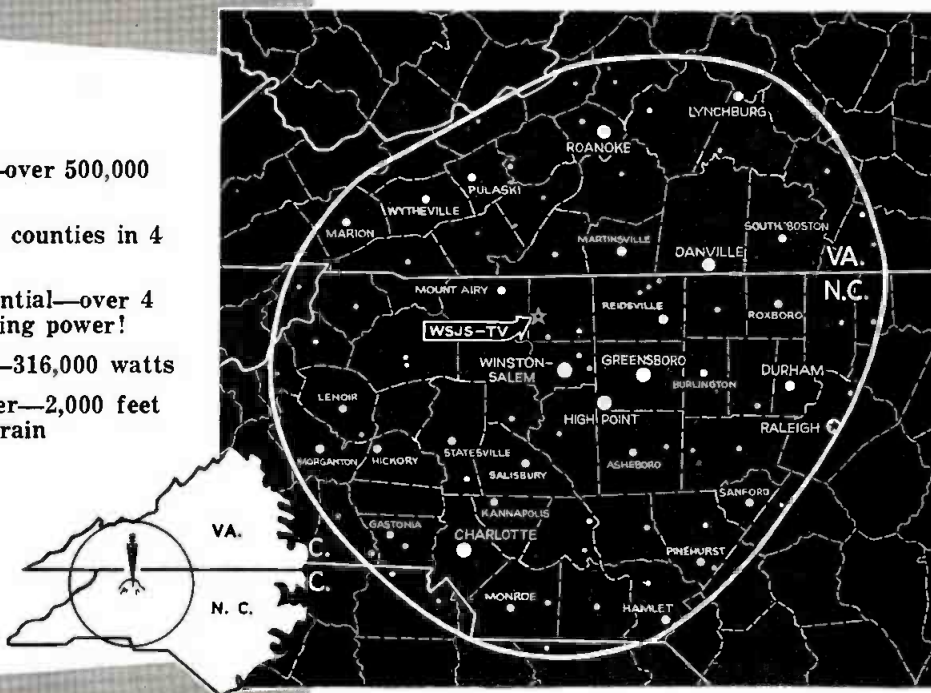 —over 500,000
counties in 4
ntial—over 4
ing power!
—316,000 watts
er—2,000 feet
rain
LYNCHBURG
ROANOKE
PULASKI
WYTHEVILLE
MARION
SOUTH BOSTON
MARTINSVILLE
DANVILLE
VA.
N.C.
MOUNT AIRY
REIDSVILLE
ROXBORO
WSJS-TV
WINSTON-
SALEM
GREENSBORO
DURHAM
BURLINGTON
LENOIR
HIGH POINT
RALEIGH
MORGANTON
HICKORY
STATESVILLE
SALISBURY
ASHEBORO
SANFORD
KANNAPOLIS
GASTONIA
CHARLOTTE
PINEHURST
MONROE
HAMLET
VA.
N. C.
C.
C.